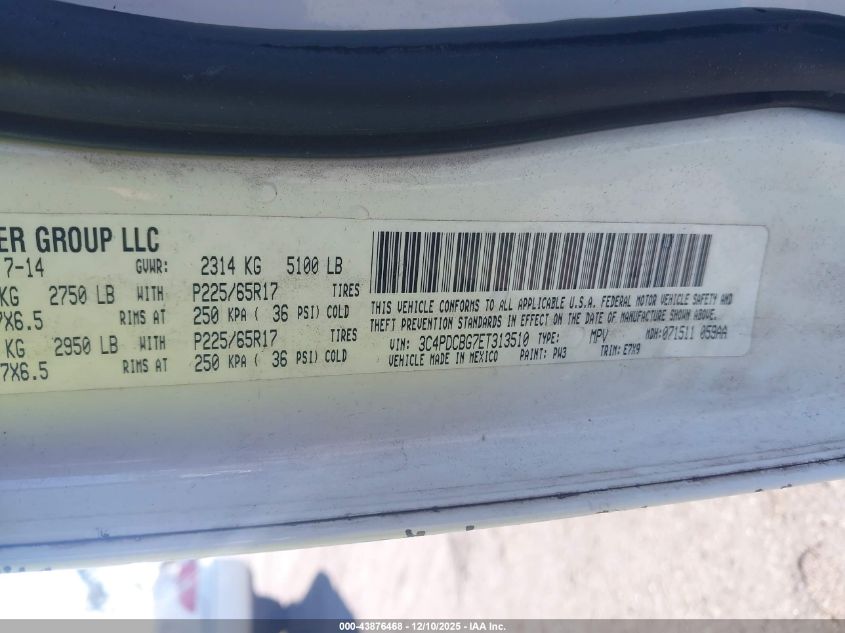 ER GROUP LLC
7-14 GVWR: 2314 KG 5100 LB
KG 2750 LB WITH P225/65R17 TIRES
7X6.5 RIMS AT 250 KPA ( 36 PSI) COLD
KG 2950 LB WITH P225/65R17 TIRES
7X6.5 RIMS AT 250 KPA ( 36 PSI) COLD
THIS VEHICLE CONFORMS TO ALL APPLICABLE U.S.A. FEDERAL MOTOR VEHICLE SAFETY AND
THEFT PREVENTION STANDARDS IN EFFECT ON THE DATE OF MANUFACTURE SHOWN ABOVE.
VIN: 3C4PDCBG7ET313510 TYPE: MPV MDH: 071511 059AA
VEHICLE MADE IN MEXICO PAINT: PW3 TRIM: E7X9
000-43876468 - 12/10/2025 - IAA Inc.